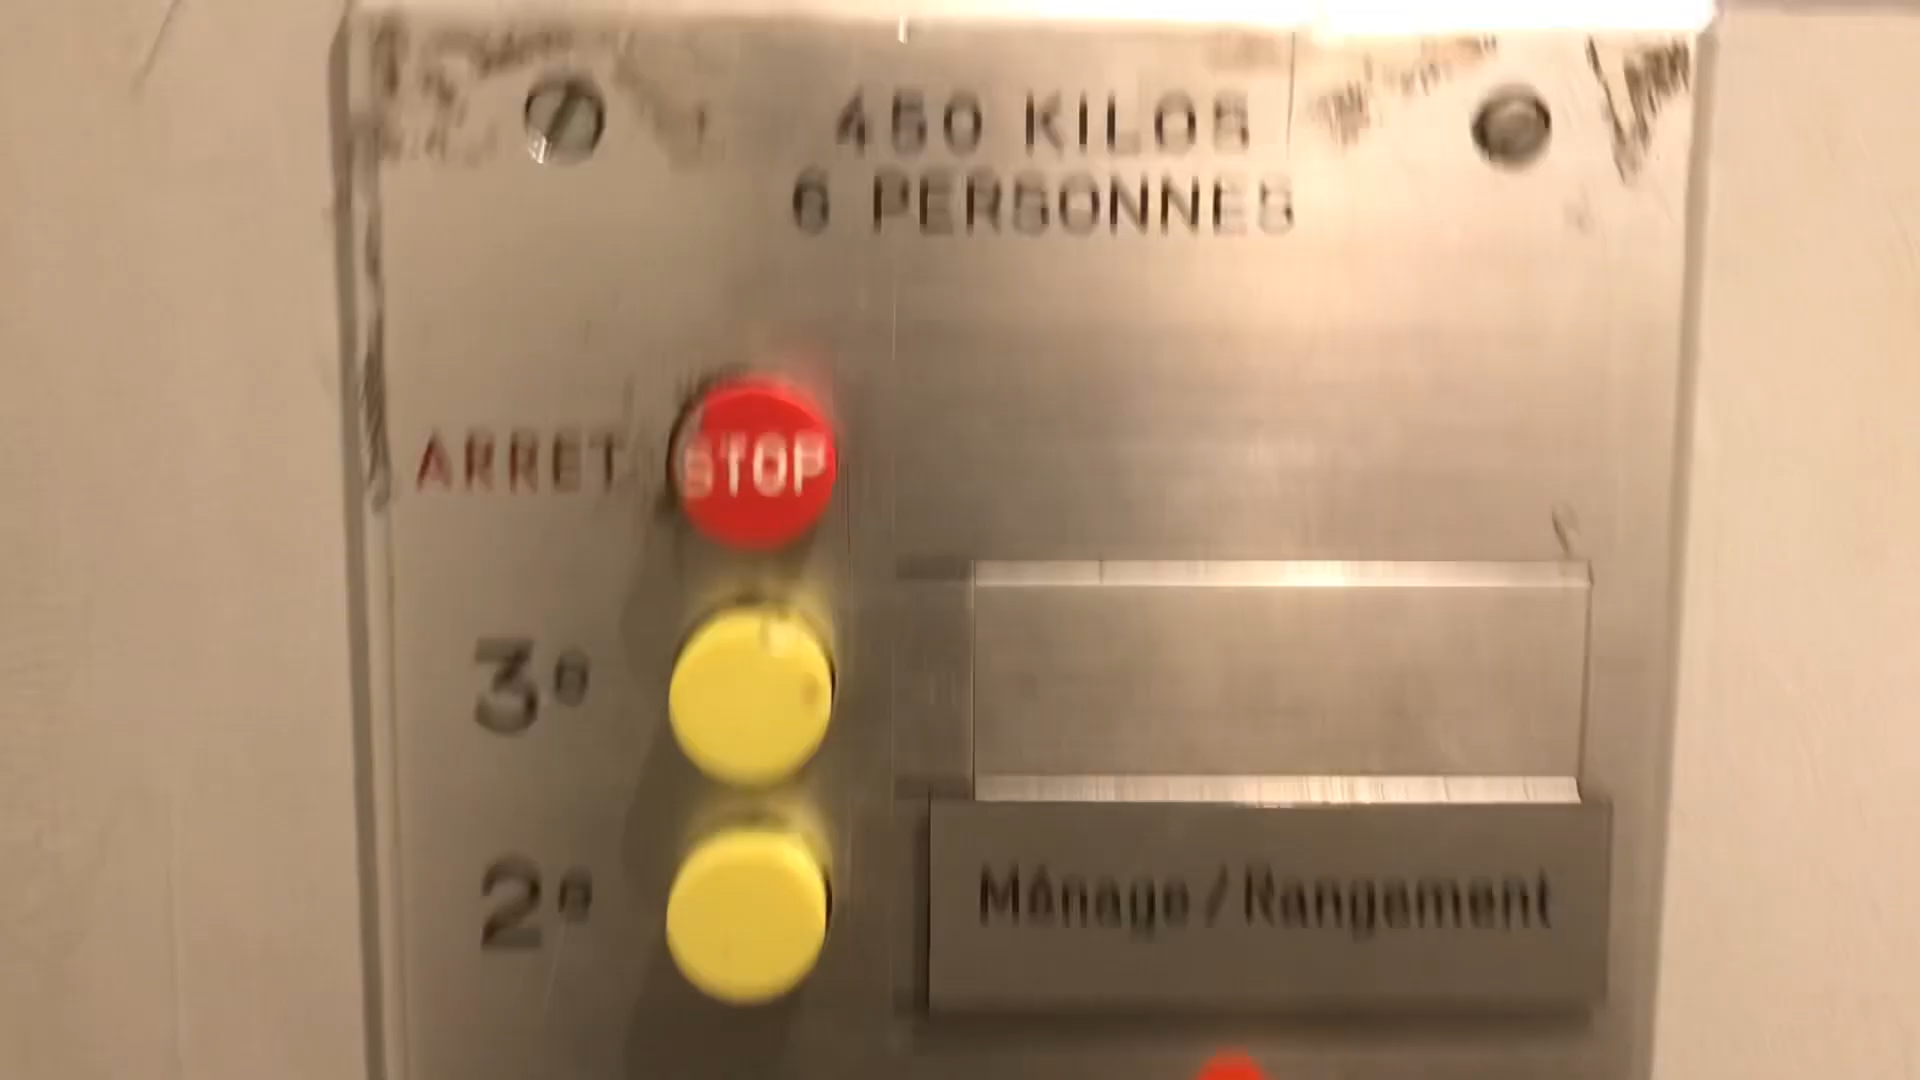 450 KILOS
6 PERSONNES
ARRET STOP
3e
2e Ménage / Rangement